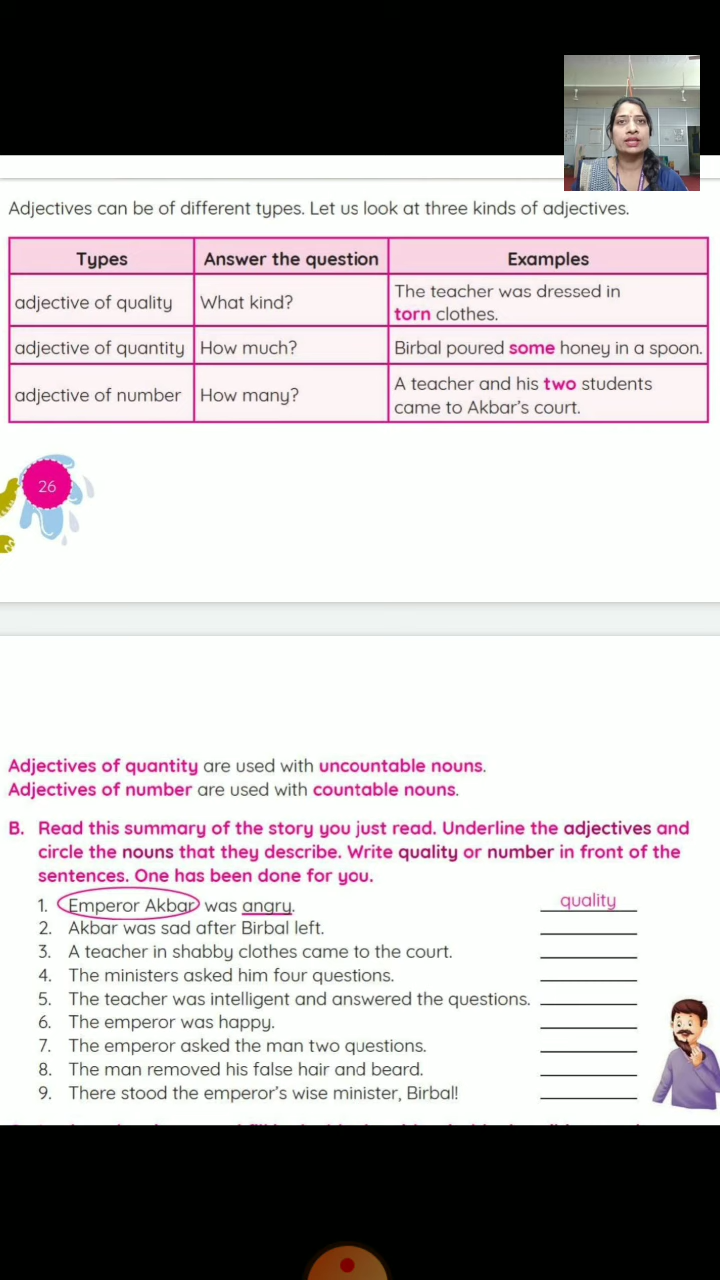 Adjectives can be of different types. Let us look at three kinds of adjectives.
Types Answer the question Examples
adjective of quality What kind? The teacher was dressed in
torn clothes.
adjective of quantity How much? Birbal poured some honey in a spoon.
adjective of number How many? A teacher and his two students
came to Akbar's court.
26
Adjectives of quantity are used with uncountable nouns.
Adjectives of number are used with countable nouns.
B. Read this summary of the story you just read. Underline the adjectives and
circle the nouns that they describe. Write quality or number in front of the
sentences. One has been done for you.
1. Emperor Akbar was angry. quality
2. Akbar was sad after Birbal left.
3. A teacher in shabby clothes came to the court.
4. The ministers asked him four questions.
5. The teacher was intelligent and answered the questions.
6. The emperor was happy.
7. The emperor asked the man two questions.
8. The man removed his false hair and beard.
9. There stood the emperor's wise minister, Birbal!